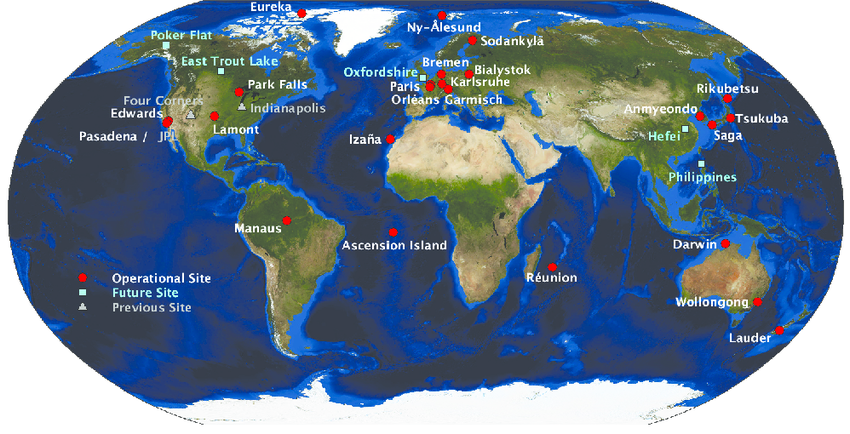 Eureka
Ny-Ålesund
Poker Flat
Sodankylä
East Trout Lake
Bremen
Oxfordshire
Bialystok
Park Falls
Paris
Karlsruhe
Rikubetsu
Four Corners
Orléans Garmisch
Indianapolis
Anmyeondo
Edwards
Tsukuba
Lamont
Pasadena / JPL
Izaña
Hefei
Saga
Philippines
Manaus
Ascension Island
Darwin
Réunion
Operational Site
Future Site
Previous Site
Wollongong
Lauder